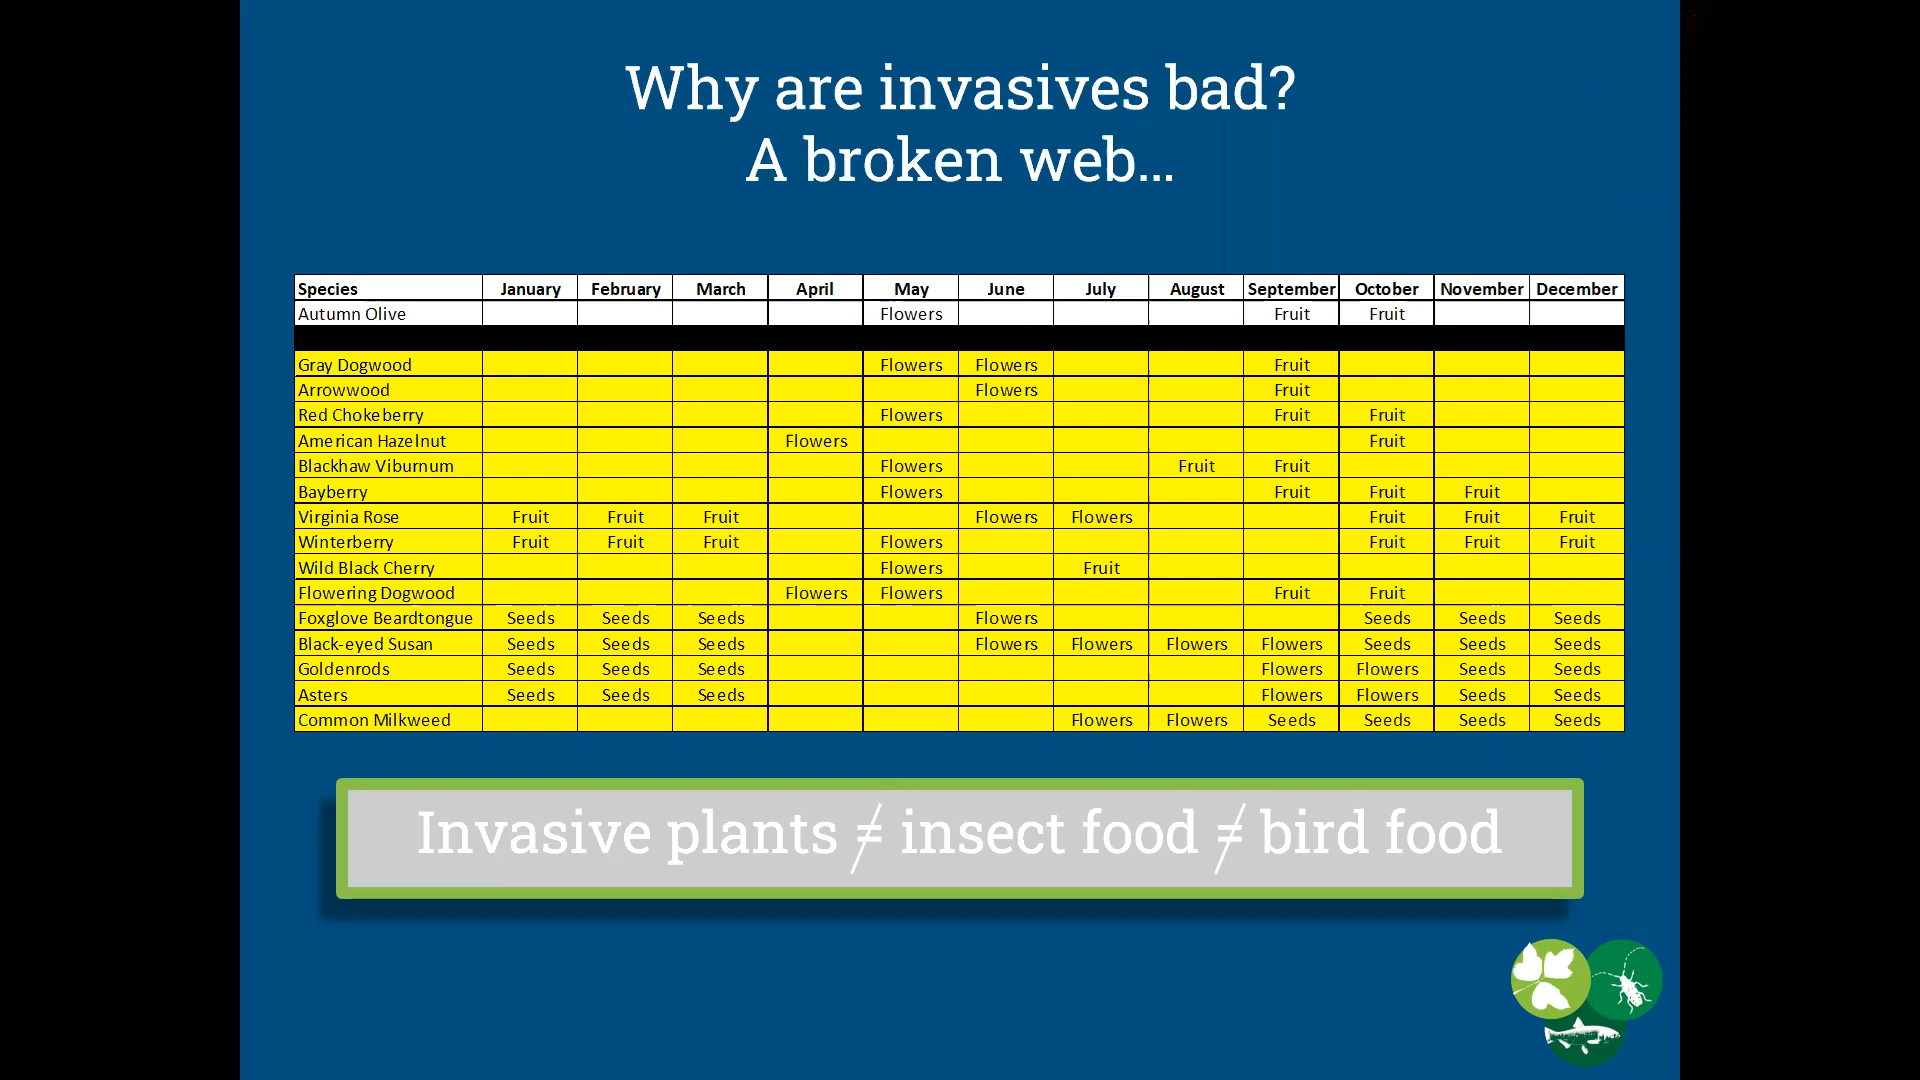 Why are invasives bad?
A broken web...
Species January February March April May June July August September October November December
Autumn Olive Flowers Fruit Fruit
Gray Dogwood Flowers Flowers Fruit
Arrowwood Flowers Fruit
Red Chokeberry Flowers Fruit Fruit
American Hazelnut Flowers Fruit
Blackhaw Viburnum Flowers Fruit Fruit
Bayberry Flowers Fruit Fruit Fruit
Virginia Rose Fruit Fruit Fruit Flowers Flowers Fruit Fruit Fruit
Winterberry Fruit Fruit Fruit Flowers Fruit Fruit Fruit
Wild Black Cherry Flowers Fruit
Flowering Dogwood Flowers Flowers Fruit Fruit
Foxglove Beardtongue Seeds Seeds Seeds Flowers Seeds Seeds Seeds
Black-eyed Susan Seeds Seeds Seeds Flowers Flowers Flowers Flowers Seeds Seeds Seeds
Goldenrods Seeds Seeds Seeds Flowers Flowers Seeds Seeds
Asters Seeds Seeds Seeds Flowers Flowers Seeds Seeds
Common Milkweed Flowers Flowers Seeds Seeds Seeds Seeds
Invasive plants ≠ insect food ≠ bird food